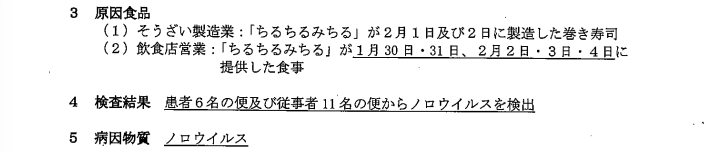 3 原因食品
(1)そうざい製造業:「ちるちるみちる」が2月1日及び2日に製造した巻き寿司
(2)飲食店営業:「ちるちるみちる」が1月30日・31日、2月2日・3日・4日に
提供した食事
4 検査結果 患者6名の便及び従事者11名の便からノロウイルスを検出
5 病因物質 ノロウイルス